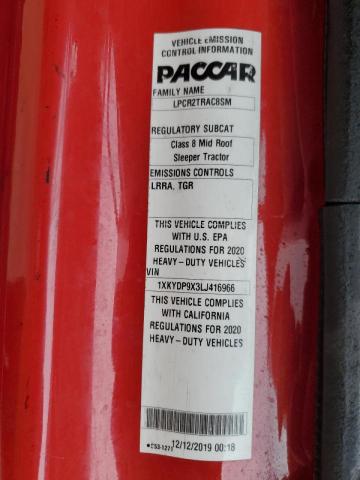 VEHICLE EMISSION
CONTROL INFORMATION
PACCAR
FAMILY NAME
LPCR2TRAC8SM
REGULATORY SUBCAT
Class 8 Mid Roof
Sleeper Tractor
EMISSIONS CONTROLS
LRRA, TGR
THIS VEHICLE COMPLIES
WITH U.S. EPA
REGULATIONS FOR 2020
HEAVY-DUTY VEHICLES
VIN
1XKYDP9X3LJ416966
THIS VEHICLE COMPLIES
WITH CALIFORNIA
REGULATIONS FOR 2020
HEAVY-DUTY VEHICLES
12/12/2019 00:18